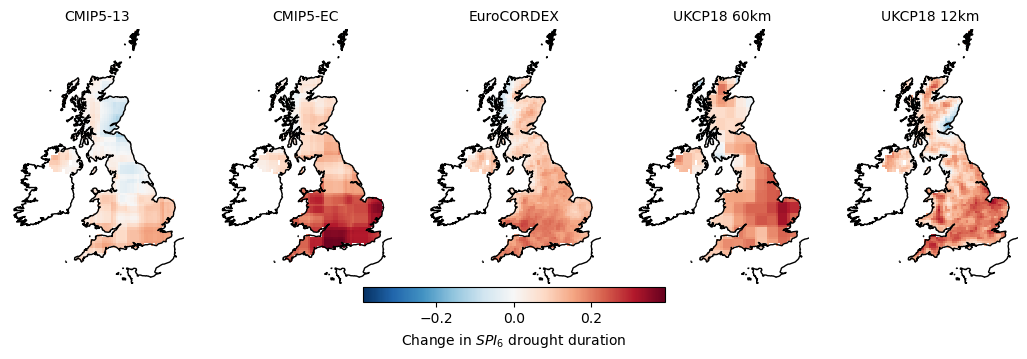 CMIP5-13 CMIP5-EC EuroCORDEX UKCP18 60km UKCP18 12km
−0.2 0.0 0.2
Change in SPI₆ drought duration